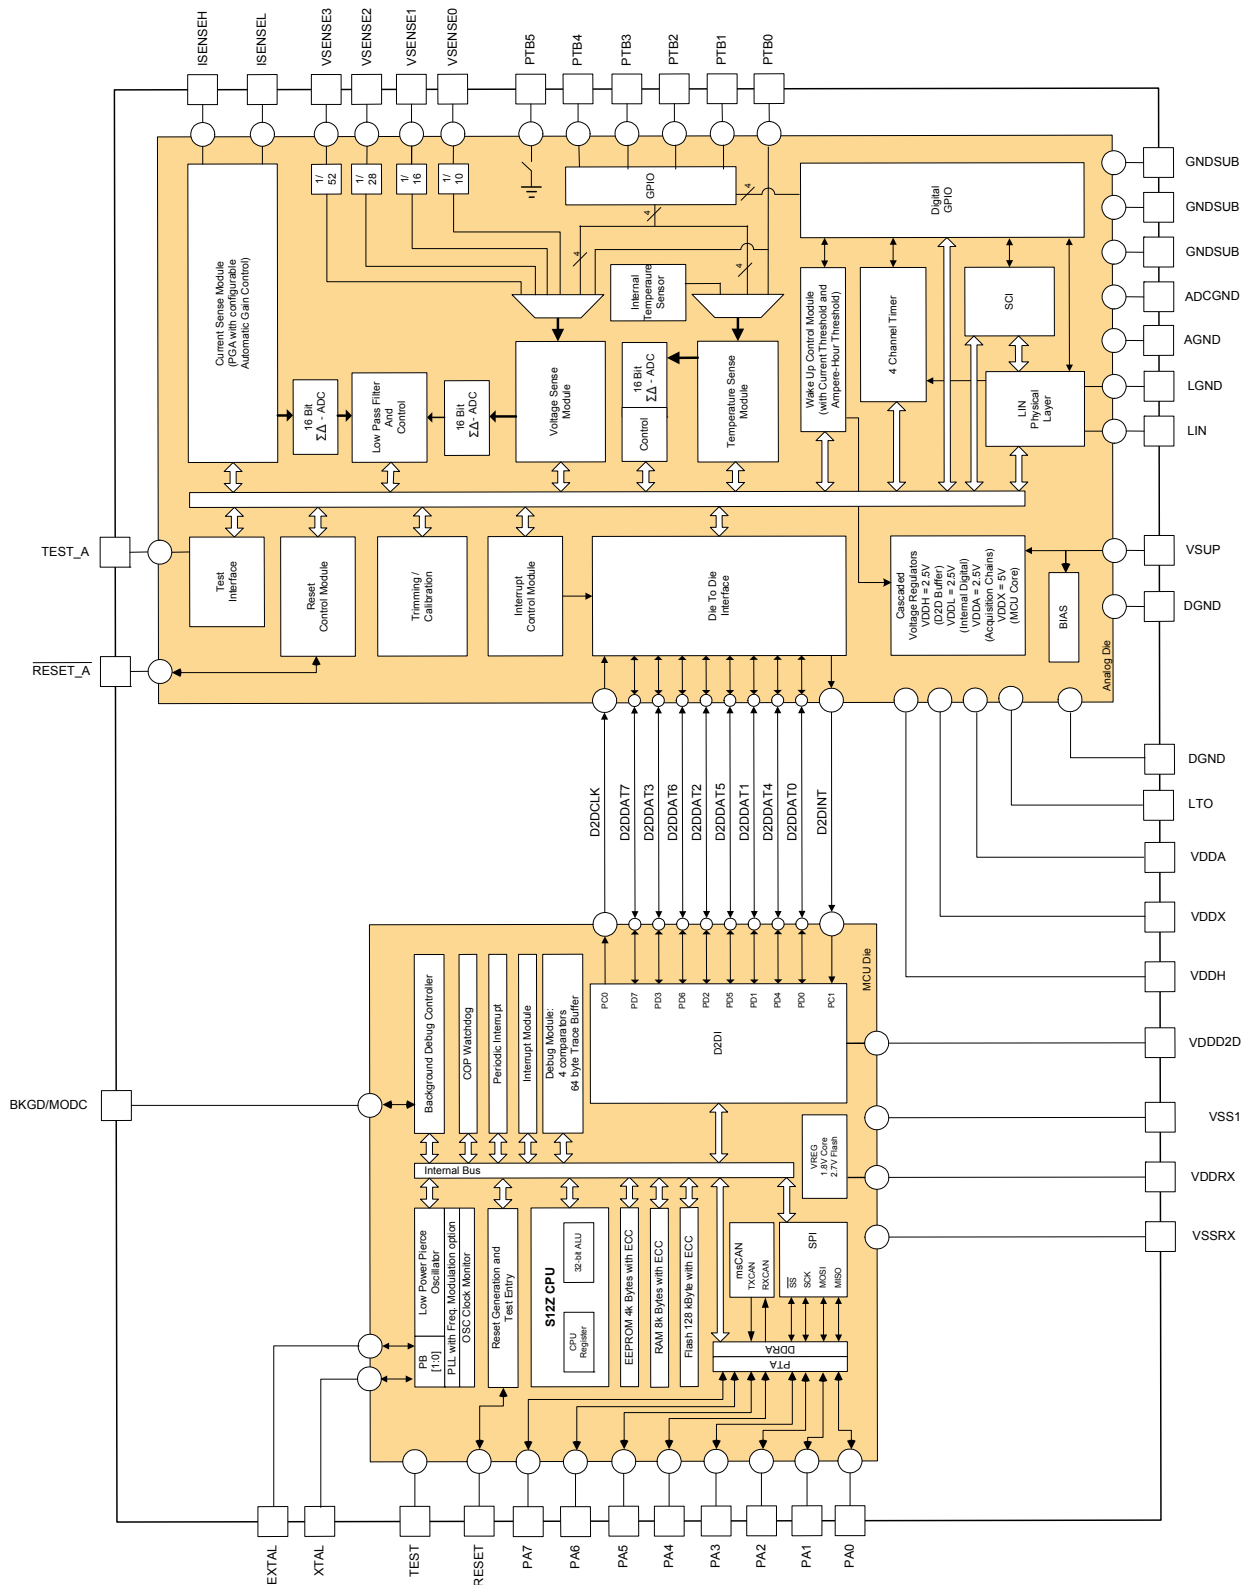 ISENSEH
ISENSEL
VSENSE3
VSENSE2
VSENSE1
VSENSE0
PTB5
PTB4
PTB3
PTB2
PTB1
PTB0
GNDSUB
GNDSUB
GNDSUB
ADCGND
AGND
LGND
LIN
VSUP
DGND
TEST_A
RESET_A
Current Sense Module
(PGA with configurable
Automatic Gain Control)
1/
52
1/
28
1/
16
1/
10
GPIO
4
4
4
4
Digital
GPIO
Internal
Temperaure
Sensor
16 Bit
ΣΔ - ADC
Low Pass Filter
And
Control
16 Bit
ΣΔ - ADC
Voltage Sense
Module
16 Bit
ΣΔ - ADC
Control
Temperature Sense
Module
Wake Up Control Module
(with Current Threshold and
Ampere-Hour Threshold)
4 Channel Timer
SCI
LIN
Physical
Layer
Test
Interface
Reset
Control Module
Trimming /
Calibration
Interrupt
Control Module
Die To Die
Interface
Cascaded
Voltage Regulators
VDDH = 2.5V
(D2D Buffer)
VDDL = 2.5V
(Internal Digital)
VDDA = 2.5V
(Acquisition Chains)
VDDX = 5V
(MCU Core)
BIAS
Analog Die
D2DCLK
D2DDAT7
D2DDAT3
D2DDAT6
D2DDAT2
D2DDAT5
D2DDAT1
D2DDAT4
D2DDAT0
D2DINT
DGND
LTO
VDDA
VDDX
VDDH
VDDD2D
VSS1
VDDRX
VSSRX
MCU Die
BKGD/MODC
Background Debug Controller
COP Watchdog
Periodic Interrupt
Interrupt Module
Debug Module:
4 comparators
64 byte Trace Buffer
PC0
PD7
PD3
PD6
PD2
PD5
PD1
PD4
PD0
PC1
D2DI
Internal Bus
VREG
1.8V Core
2.7V Flash
Low Power Pierce
Oscillator
PB
[1:0]
PLL with Freq. Modulation option
OSC Clock Monitor
Reset Generation and
Test Entry
S12Z CPU
32-bit ALU
CPU
Register
EEPROM 4k Bytes with ECC
RAM 8k Bytes with ECC
Flash 128 kByte with ECC
msCAN
TXCAN
RXCAN
SPI
SS
SCK
MOSI
MISO
DDRA
PTA
EXTAL
XTAL
TEST
RESET
PA7
PA6
PA5
PA4
PA3
PA2
PA1
PA0